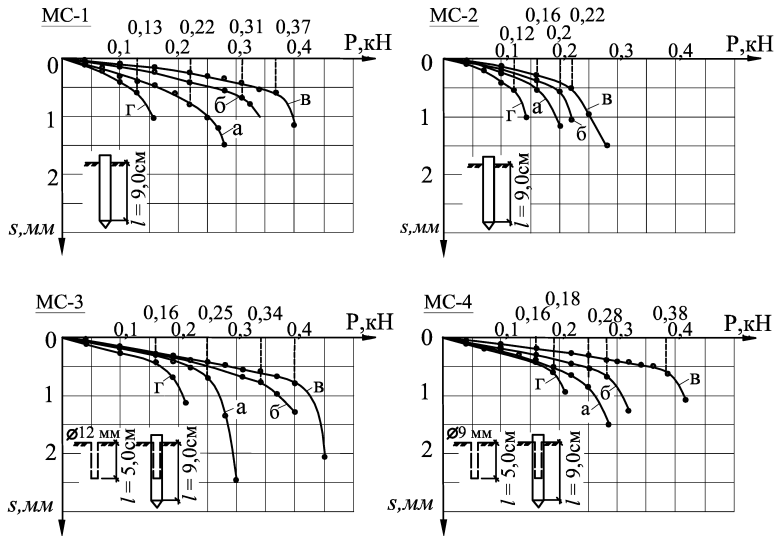 МС-1
0,13
0,22
0,31
0,37
P,кН
0
0,1
0,2
0,3
0,4
г
а
б
в
1
2
l = 9,0см
s,мм
МС-2
0,16
0,22
0,12
0,2
0,3
0,4
P,кН
0
0,1
г
а
б
в
1
2
l = 9,0см
s,мм
МС-3
0,16
0,25
0,34
P,кН
0
0,1
0,2
0,3
0,4
г
а
б
в
1
2
⌀12 мм
l = 5,0см
l = 9,0см
s,мм
МС-4
0,18
0,16
0,28
0,38
P,кН
0
0,1
0,2
0,3
0,4
г
а
б
в
1
2
⌀9 мм
l = 5,0см
l = 9,0см
s,мм